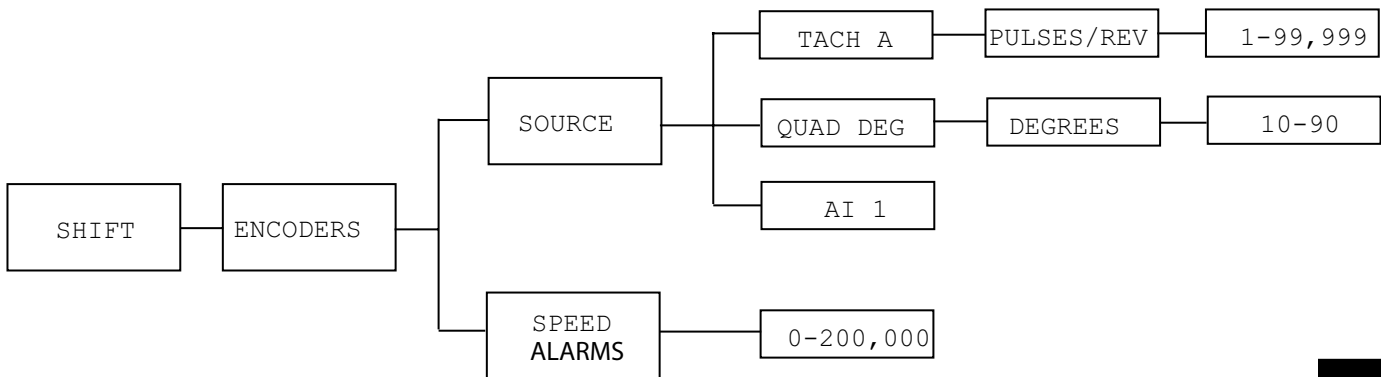 TACH A
PULSES/REV
1-99,999
SOURCE
QUAD DEG
DEGREES
10-90
AI 1
SHIFT
ENCODERS
SPEED
ALARMS
0-200,000